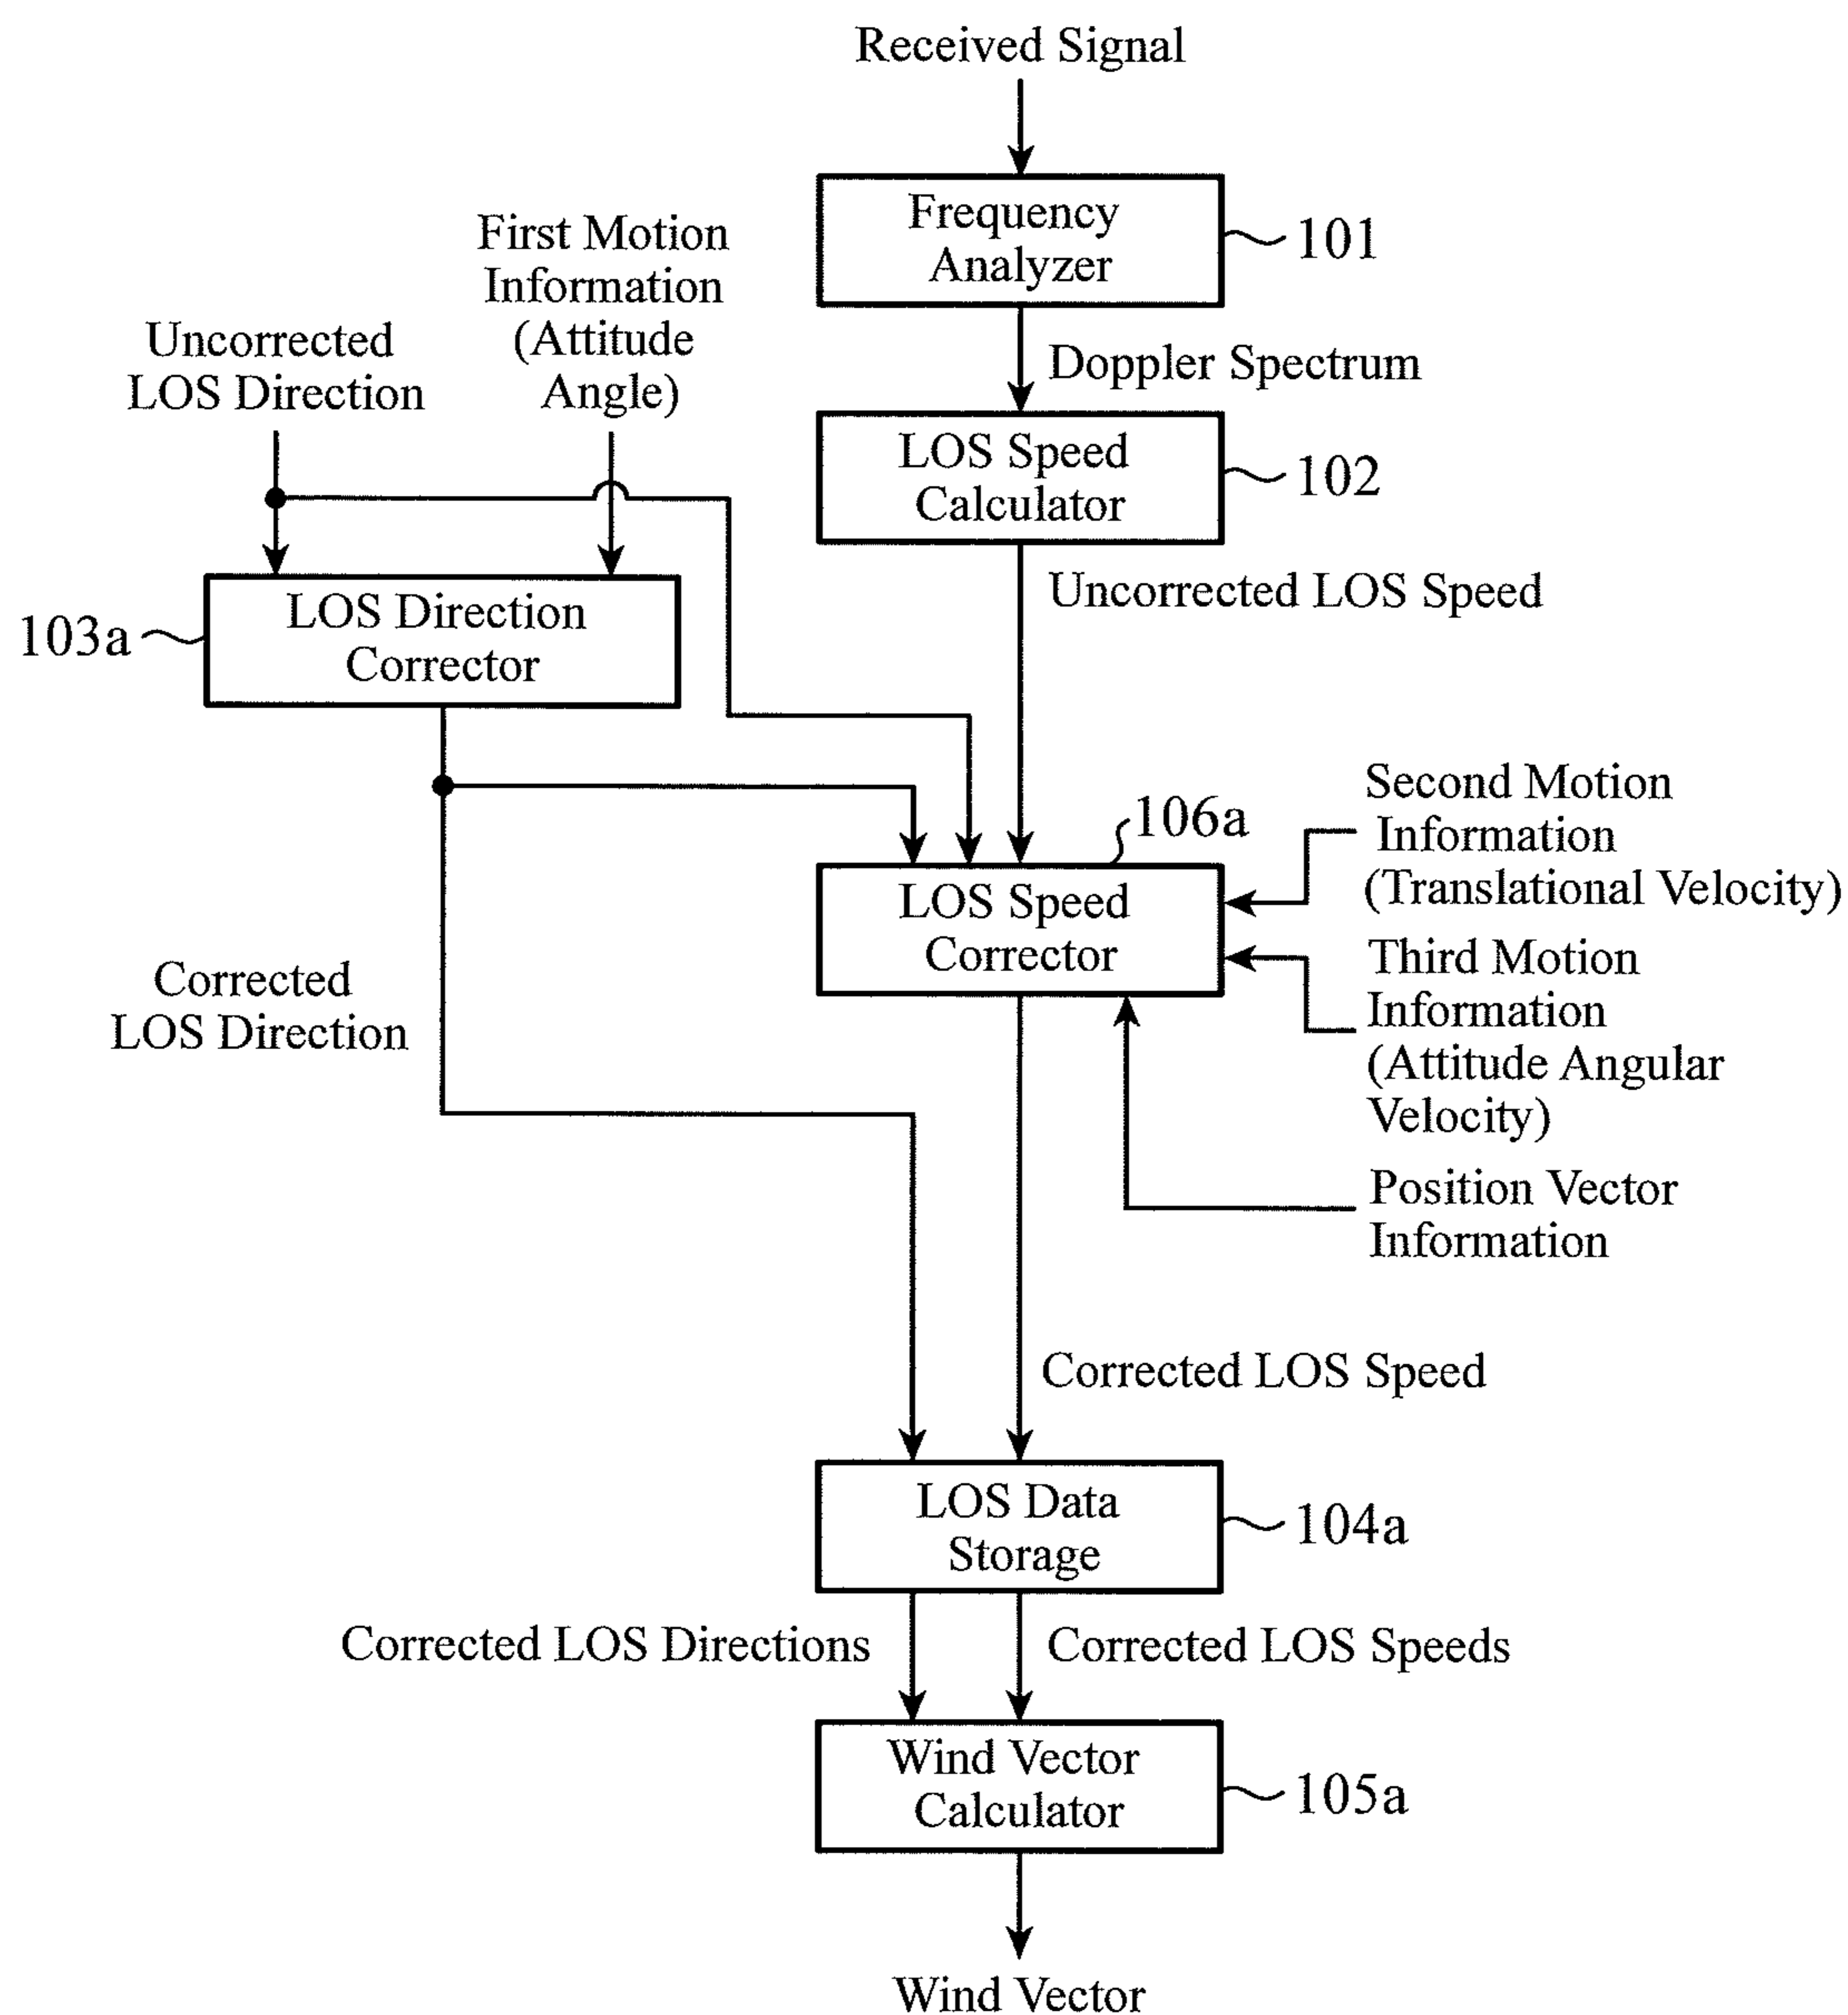 Received Signal
Frequency
Analyzer
101
First Motion
Information
(Attitude
Angle)
Uncorrected
LOS Direction
Doppler Spectrum
LOS Speed
Calculator
102
Uncorrected LOS Speed
103a
LOS Direction
Corrector
106a
LOS Speed
Corrector
Second Motion
Information
(Translational Velocity)
Third Motion
Information
(Attitude Angular
Velocity)
Position Vector
Information
Corrected
LOS Direction
Corrected LOS Speed
LOS Data
Storage
104a
Corrected LOS Directions
Corrected LOS Speeds
Wind Vector
Calculator
105a
Wind Vector